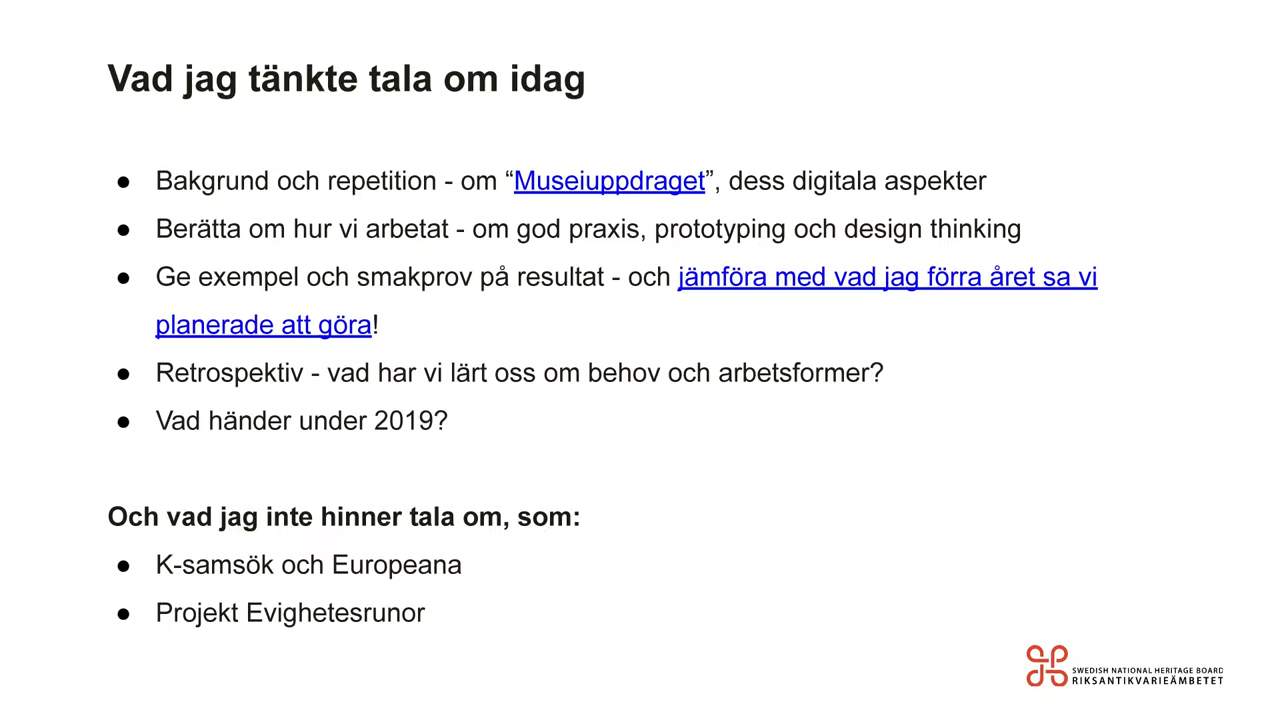 Vad jag tänkte tala om idag
● Bakgrund och repetition - om “Museiuppdraget”, dess digitala aspekter
● Berätta om hur vi arbetat - om god praxis, prototyping och design thinking
● Ge exempel och smakprov på resultat - och jämföra med vad jag förra året sa vi
planerade att göra!
● Retrospektiv - vad har vi lärt oss om behov och arbetsformer?
● Vad händer under 2019?
Och vad jag inte hinner tala om, som:
● K-samsök och Europeana
● Projekt Evighetesrunor
SWEDISH NATIONAL HERITAGE BOARD
RIKSANTIKVARIEÄMBETET